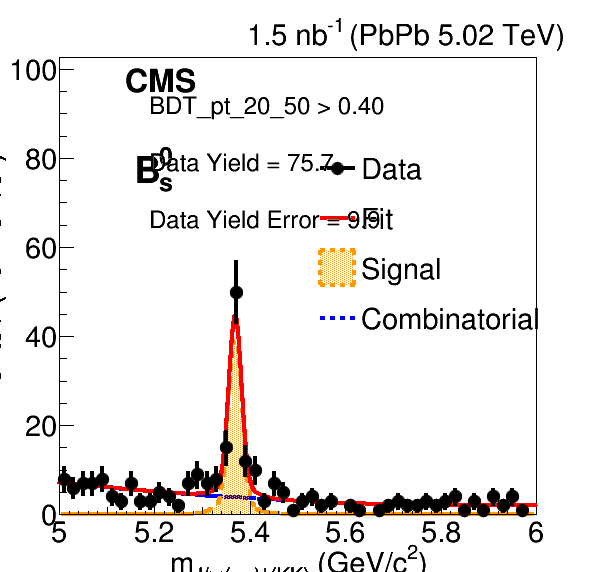 1.5 nb⁻¹ (PbPb 5.02 TeV)
CMS
BDT_pt_20_50 > 0.40
B⁰ₛ
Data Yield = 75.7
Data Yield Error = 9.9
Data
Fit
Signal
Combinatorial
100
80
60
40
20
0
5 5.2 5.4 5.6 5.8 6
m (GeV/c²)